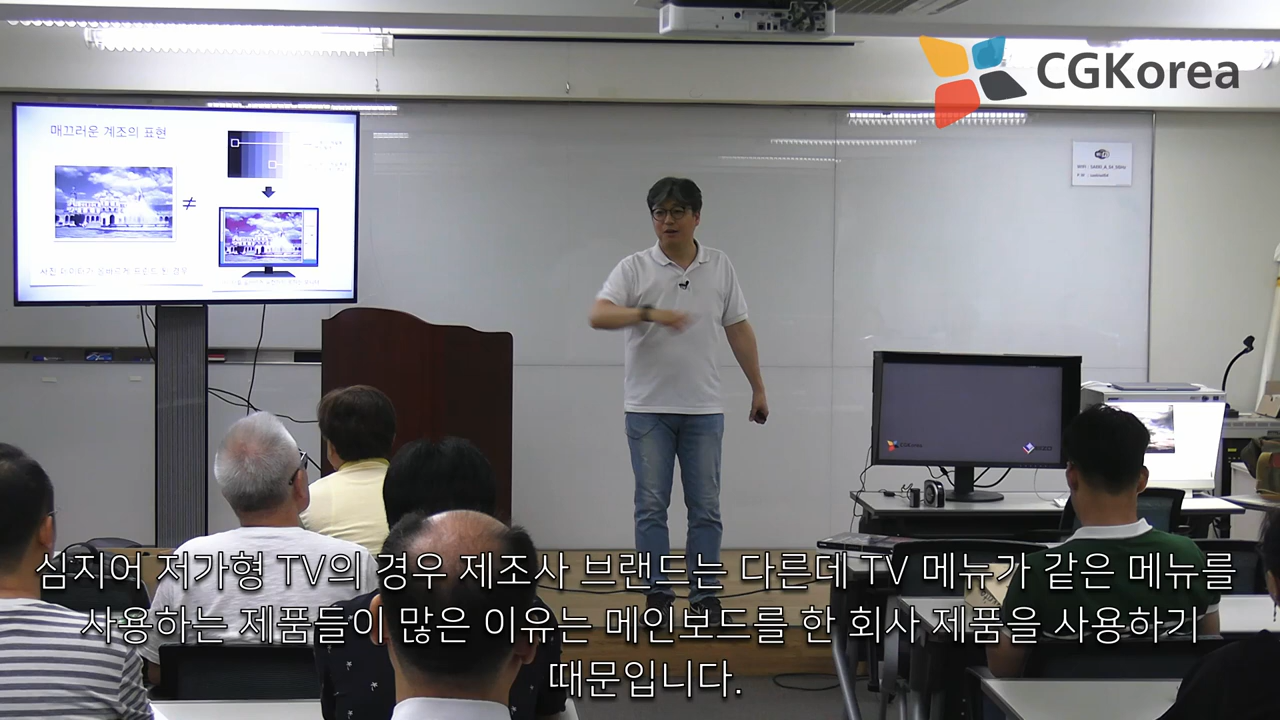 CGKorea
매끄러운 계조의 표현
≠
CGKorea
심지어 저가형 TV의 경우 제조사 브랜드는 다른데 TV 메뉴가 같은 메뉴를
사용하는 제품들이 많은 이유는 메인보드를 한 회사 제품을 사용하기
때문입니다.